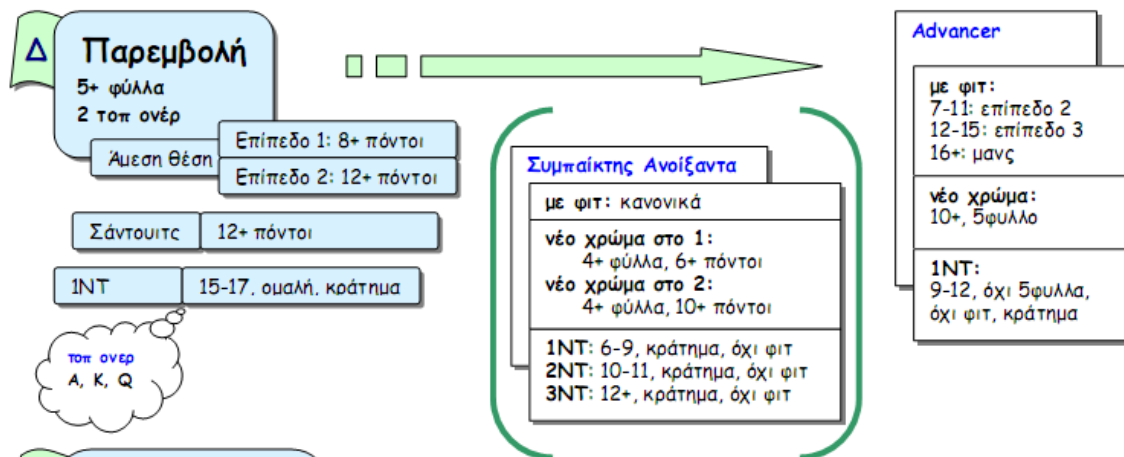 Δ
Παρεμβολή
5+ φύλλα
2 τοπ ονέρ
Άμεση θέση
Επίπεδο 1: 8+ πόντοι
Επίπεδο 2: 12+ πόντοι
Σάντουιτς
12+ πόντοι
1NT
15-17, ομαλή, κράτημα
τοπ ονερ
A, K, Q
Συμπαίκτης Ανοίξαντα
με φιτ: κανονικά
νέο χρώμα στο 1:
4+ φύλλα, 6+ πόντοι
νέο χρώμα στο 2:
4+ φύλλα, 10+ πόντοι
1NT: 6-9, κράτημα, όχι φιτ
2NT: 10-11, κράτημα, όχι φιτ
3NT: 12+, κράτημα, όχι φιτ
Advancer
με φιτ:
7-11: επίπεδο 2
12-15: επίπεδο 3
16+: μανς
νέο χρώμα:
10+, 5φυλλο
1NT:
9-12, όχι 5φυλλα,
όχι φιτ, κράτημα